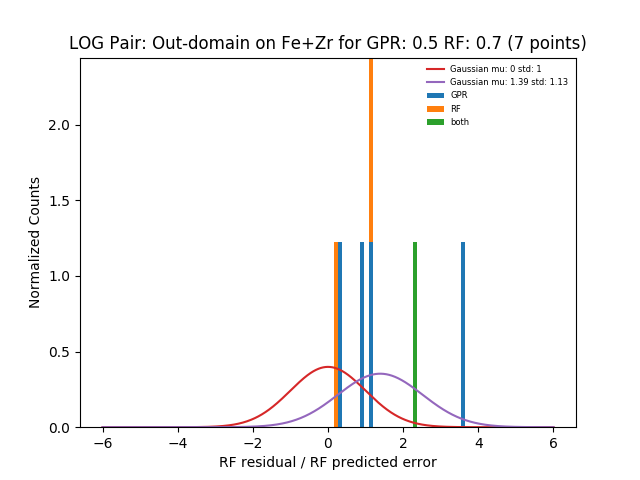 LOG Pair: Out-domain on Fe+Zr for GPR: 0.5 RF: 0.7 (7 points)
Gaussian mu: 0 std: 1
Gaussian mu: 1.39 std: 1.13
GPR
RF
both
Normalized Counts
2.0
1.5
1.0
0.5
0.0
−6
−4
−2
0
2
4
6
RF residual / RF predicted error